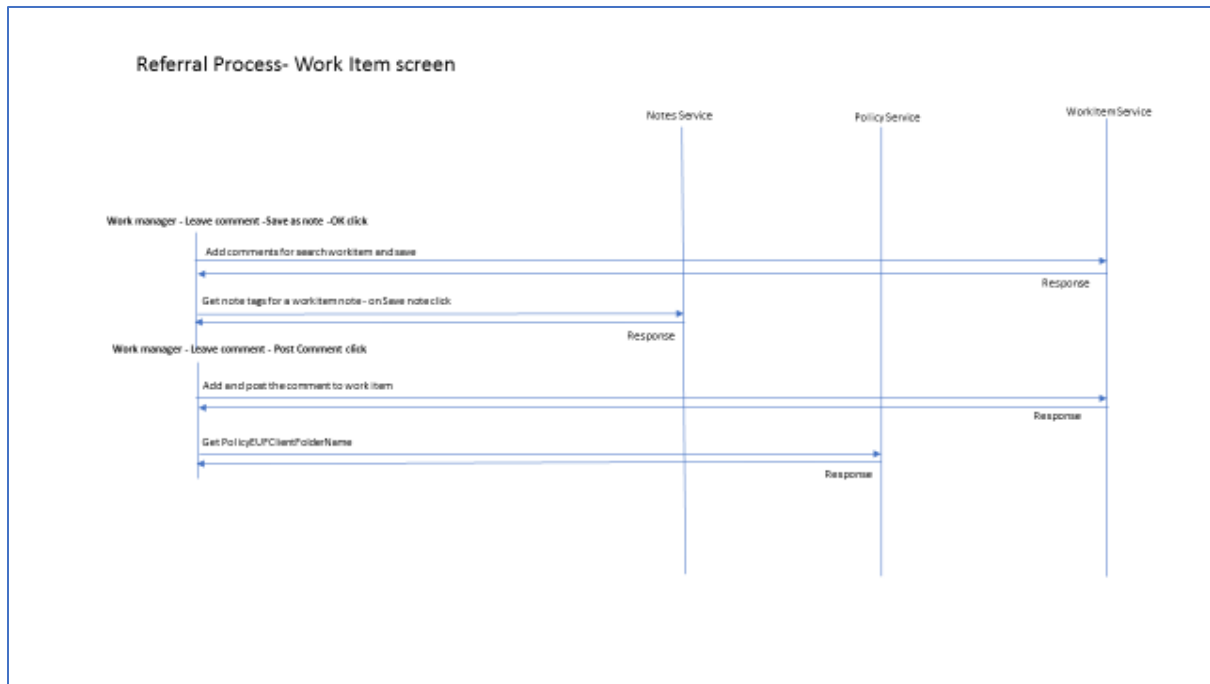 Referral Process- Work Item screen
Notes Service
Policy Service
WorkItem Service
Work manager - Leave comment -Save as note -OK click
Add comments for search workitem and save
Response
Get note tags for a workitem note - on Save note click
Response
Work manager - Leave comment - Post Comment click
Add and post the comment to work item
Response
Get PolicyEUFClientFolderName
Response